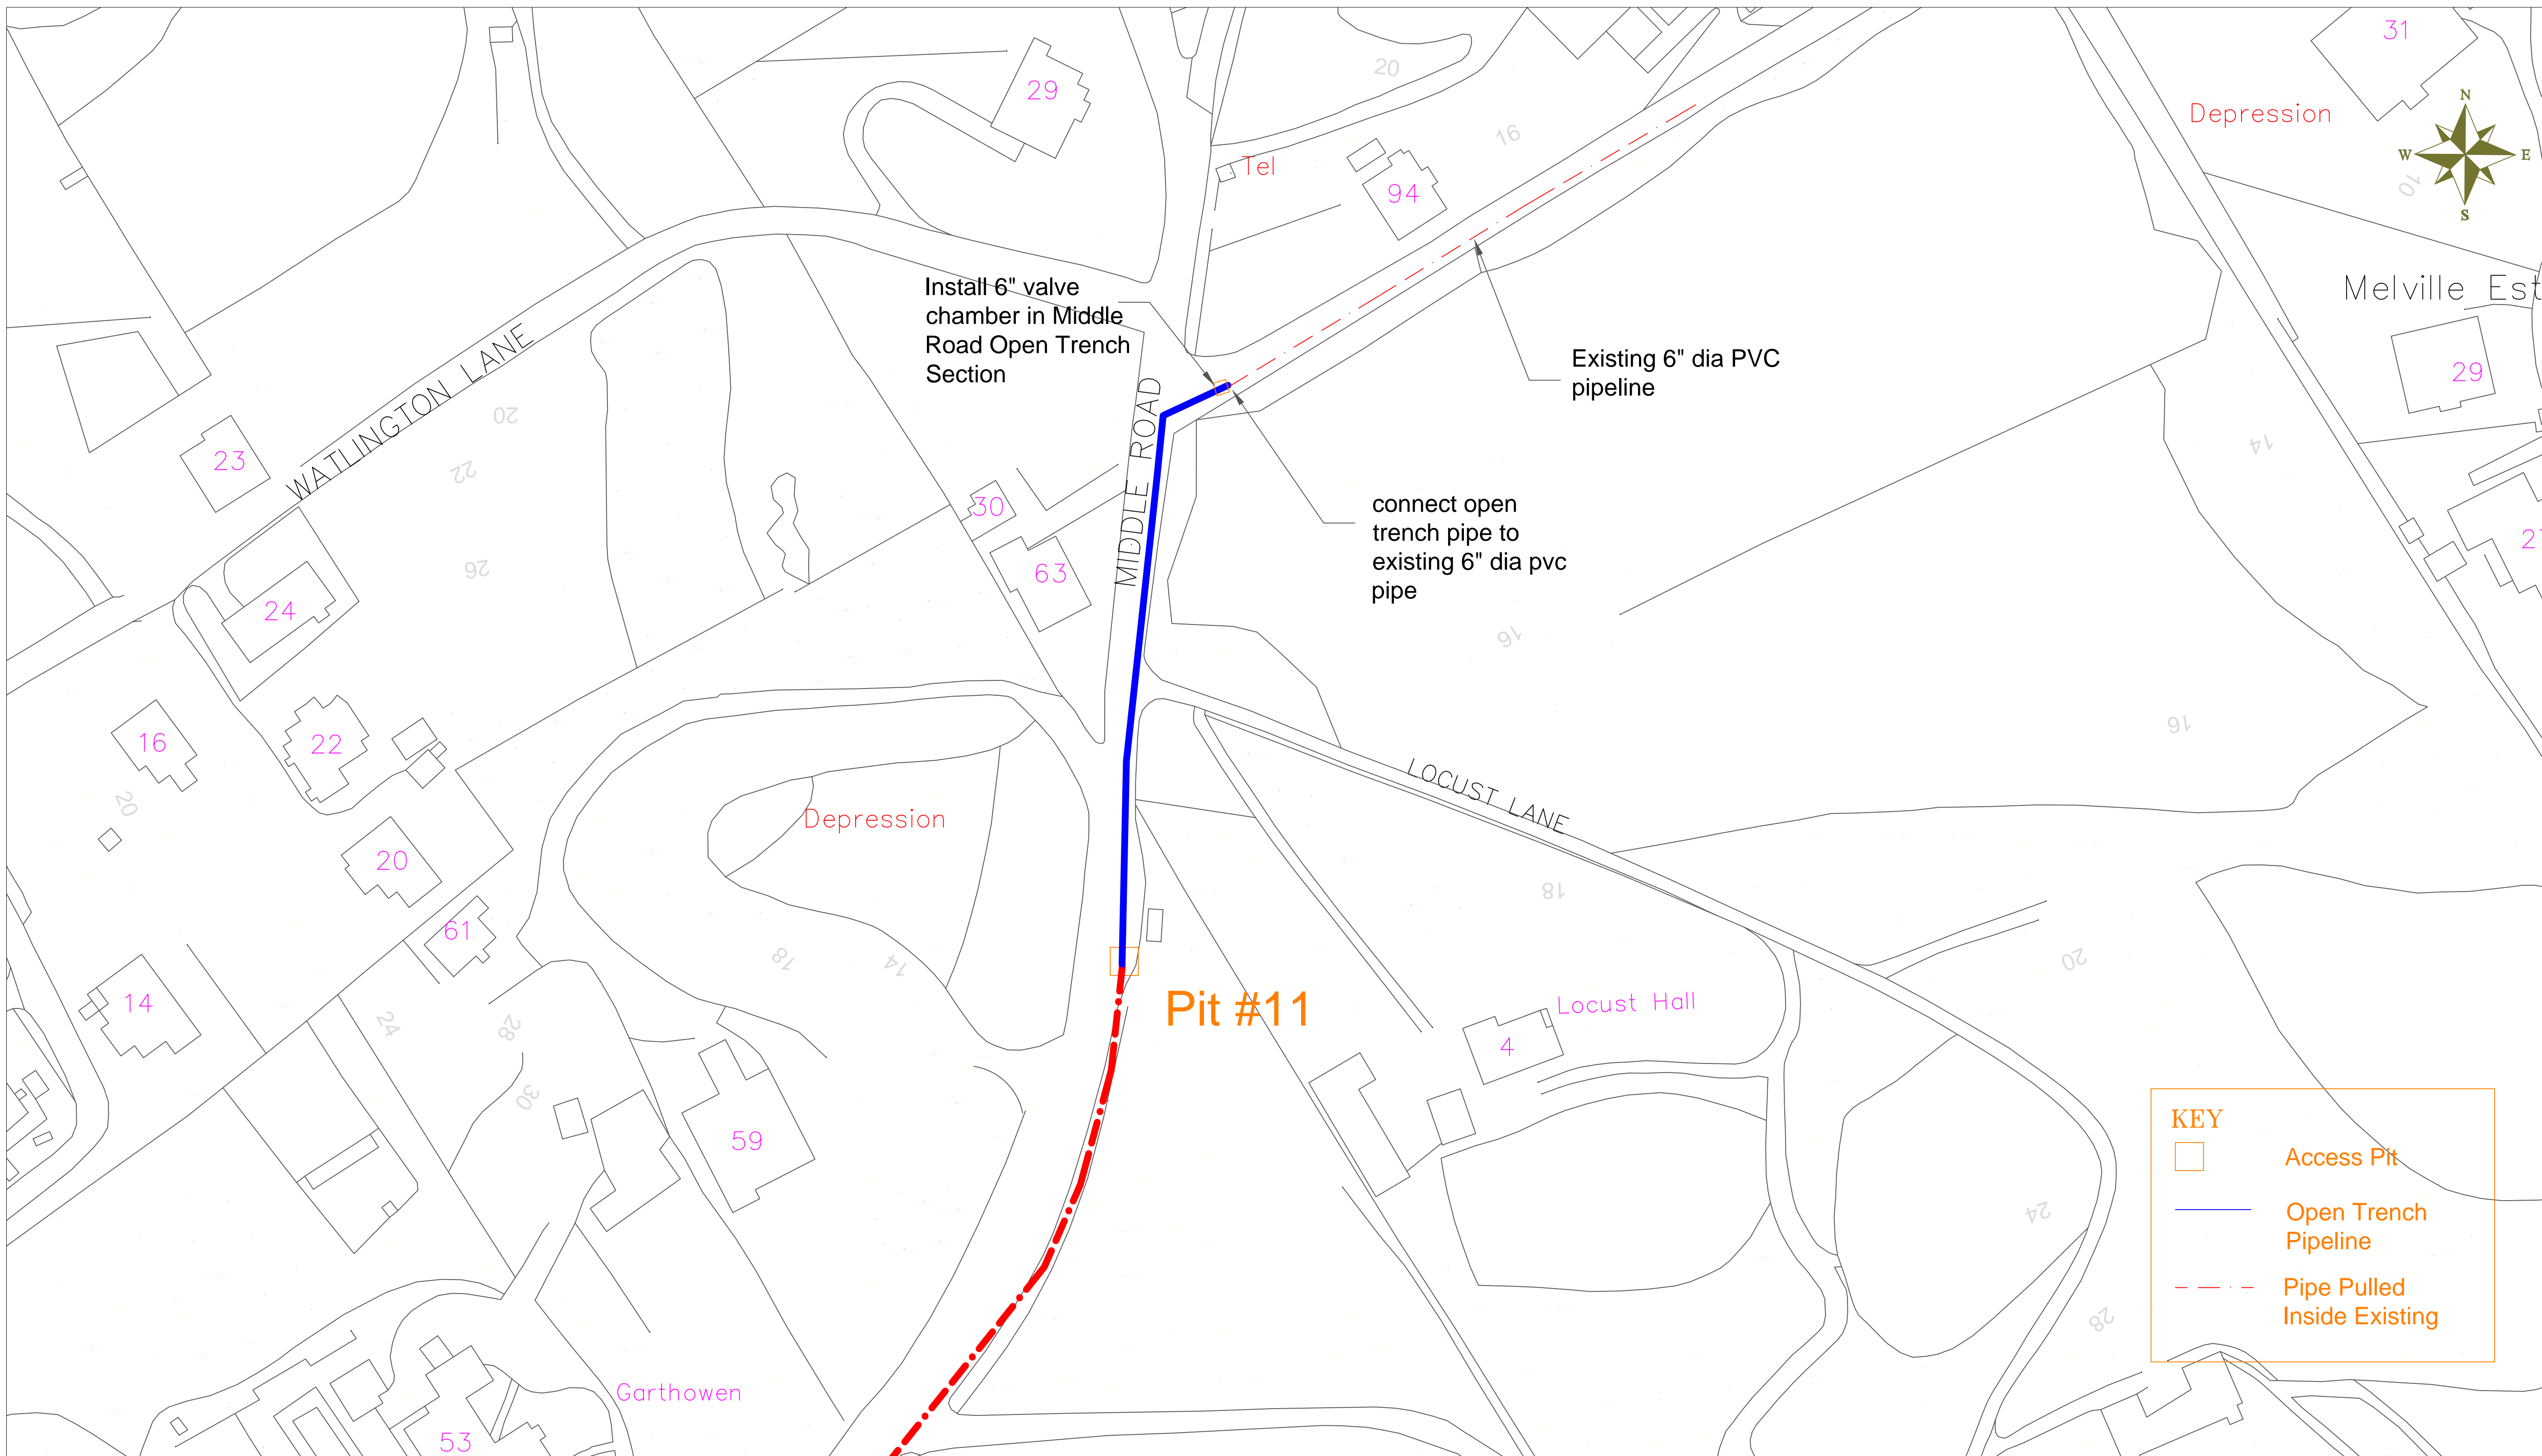 31
29
Depression
N
W
E
S
20
16
Tel
94
10
Install 6" valve
chamber in Middle
Road Open Trench
Section
Melville Est
Existing 6" dia PVC
pipeline
29
WATLINGTON LANE
MIDDLE ROAD
20
22
23
14
connect open
trench pipe to
existing 6" dia pvc
pipe
30
63
26
24
16
16
22
16
20
LOCUST LANE
Depression
20
61
18
18
14
20
14
Pit #11
Locust Hall
4
24
28
30
59
KEY
Access Pit
Open Trench
Pipeline
Pipe Pulled
Inside Existing
24
28
Garthowen
53